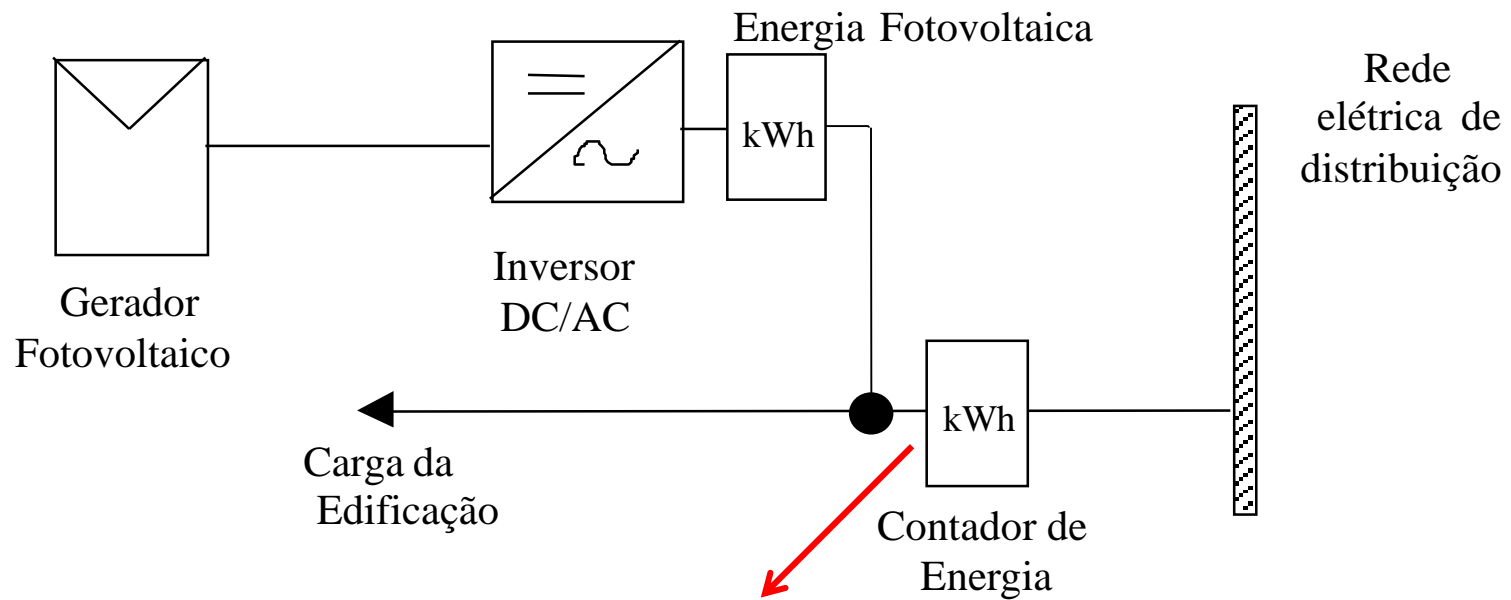 Energia Fotovoltaica
Rede
elétrica de
distribuição
kWh
Inversor
DC/AC
Gerador
Fotovoltaico
kWh
Carga da
Edificação
Contador de
Energia